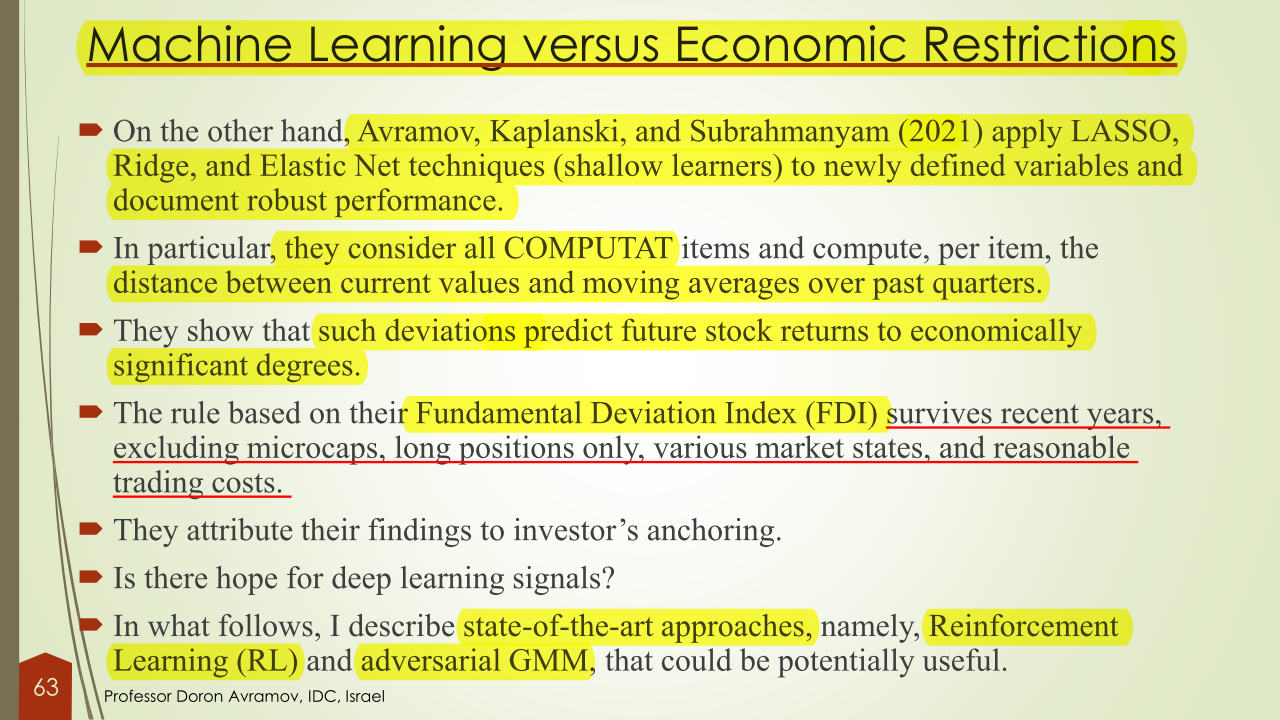 Machine Learning versus Economic Restrictions
On the other hand, Avramov, Kaplanski, and Subrahmanyam (2021) apply LASSO,
Ridge, and Elastic Net techniques (shallow learners) to newly defined variables and
document robust performance.
In particular, they consider all COMPUTAT items and compute, per item, the
distance between current values and moving averages over past quarters.
They show that such deviations predict future stock returns to economically
significant degrees.
The rule based on their Fundamental Deviation Index (FDI) survives recent years,
excluding microcaps, long positions only, various market states, and reasonable
trading costs.
They attribute their findings to investor’s anchoring.
Is there hope for deep learning signals?
In what follows, I describe state-of-the-art approaches, namely, Reinforcement
Learning (RL) and adversarial GMM, that could be potentially useful.
63
Professor Doron Avramov, IDC, Israel